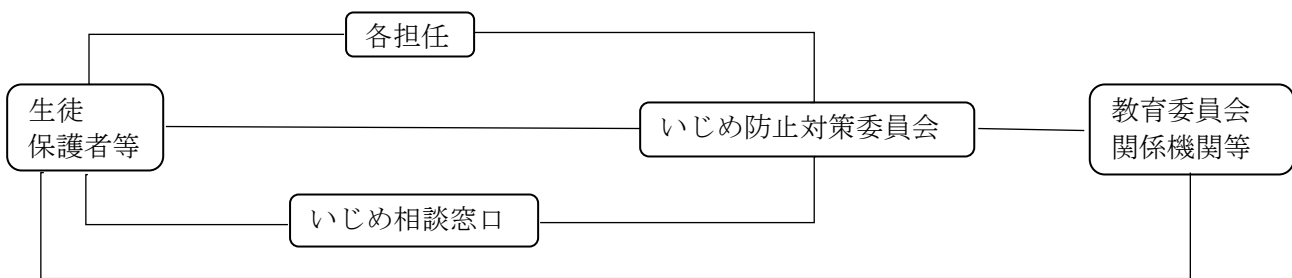 各担任
生徒
保護者等
いじめ防止対策委員会
教育委員会
関係機関等
いじめ相談窓口